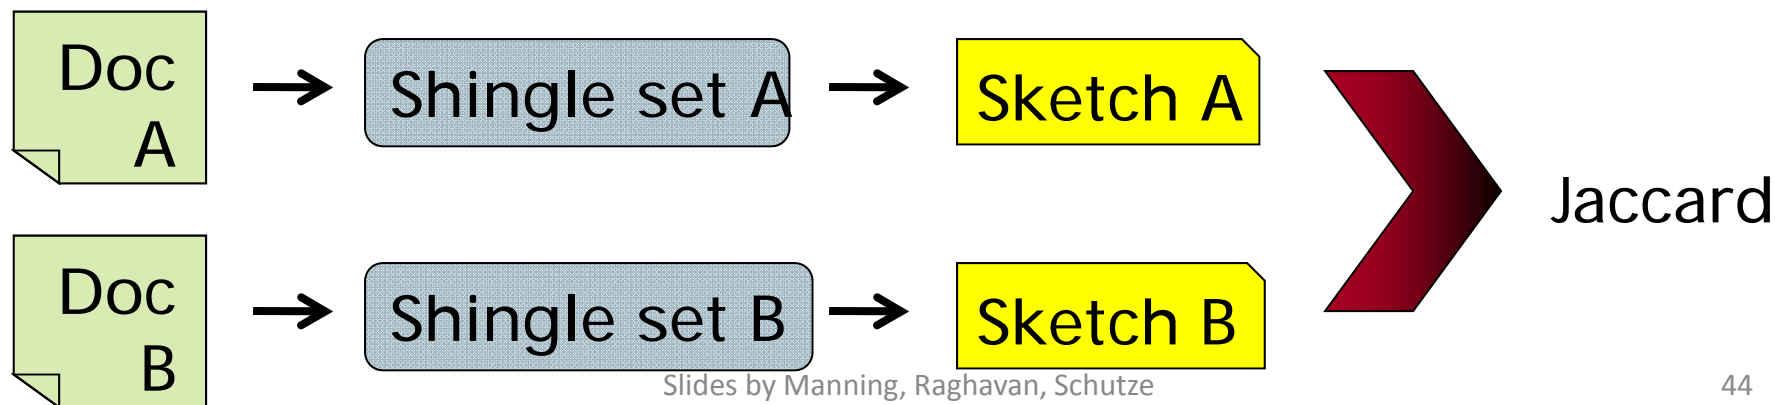 Doc
A
Shingle set A
Sketch A
Jaccard
Doc
B
Shingle set B
Sketch B
Slides by Manning, Raghavan, Schutze
44